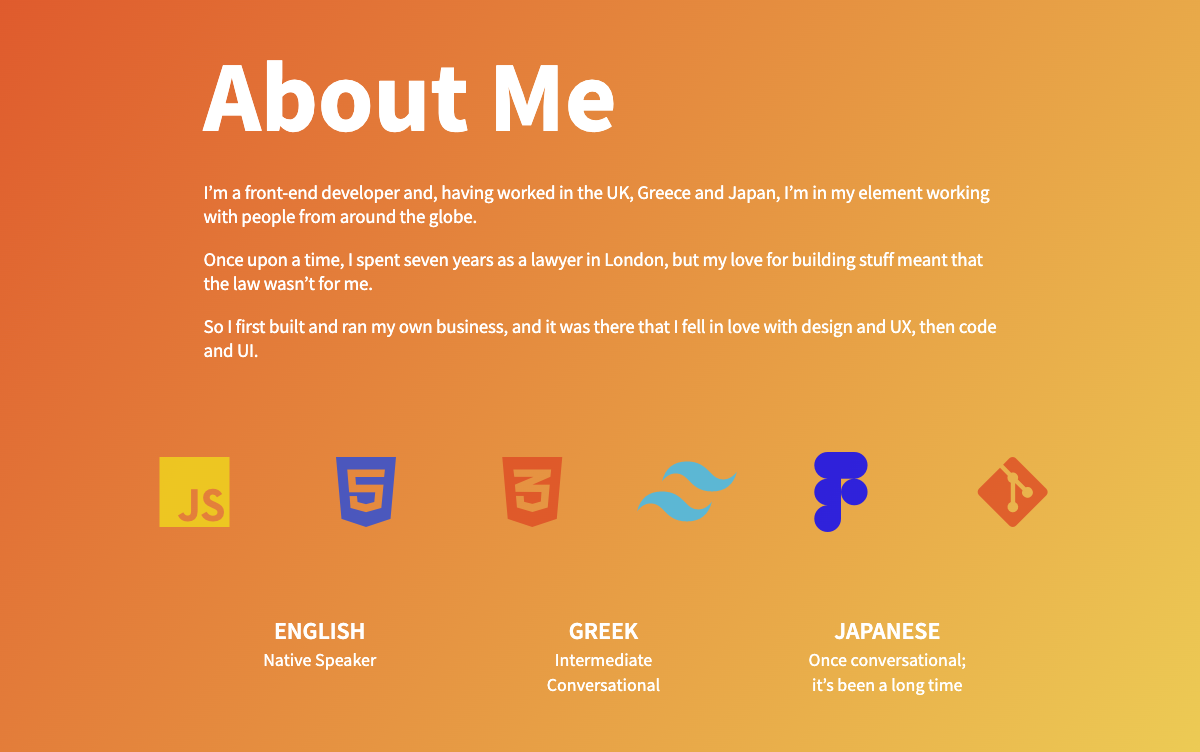 About Me
I’m a front-end developer and, having worked in the UK, Greece and Japan, I’m in my element working
with people from around the globe.
Once upon a time, I spent seven years as a lawyer in London, but my love for building stuff meant that
the law wasn’t for me.
So I first built and ran my own business, and it was there that I fell in love with design and UX, then code
and UI.
JS
5
3
ENGLISH
GREEK
JAPANESE
Native Speaker
Intermediate
Once conversational;
Conversational
it’s been a long time